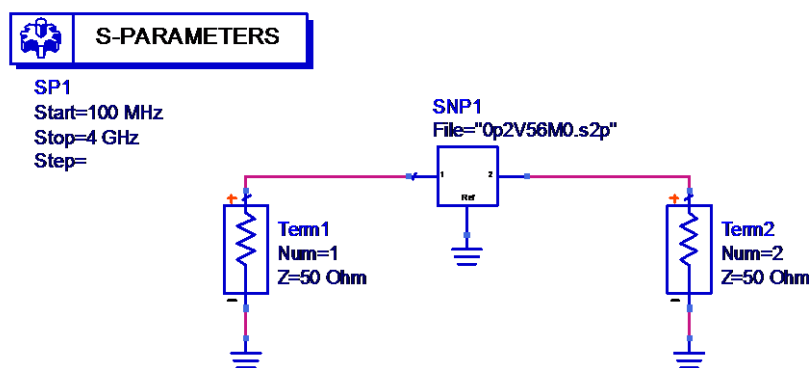 S-PARAMETERS
SP1
Start=100 MHz
Stop=4 GHz
Step=
SNP1
File="0p2V56M0.s2p"
1
2
Ref
+
Term1
Num=1
Z=50 Ohm
-
+
Term2
Num=2
Z=50 Ohm
-